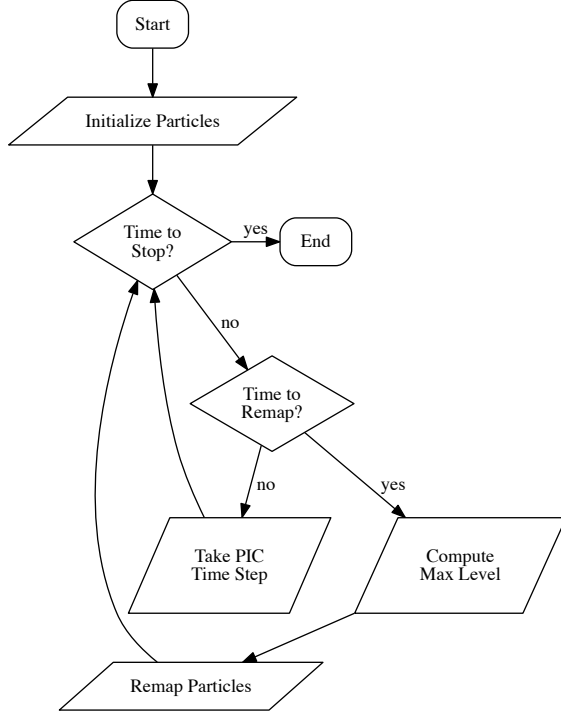 Start
Initialize Particles
Time to
Stop?
yes
End
no
Time to
Remap?
no
yes
Take PIC
Time Step
Compute
Max Level
Remap Particles